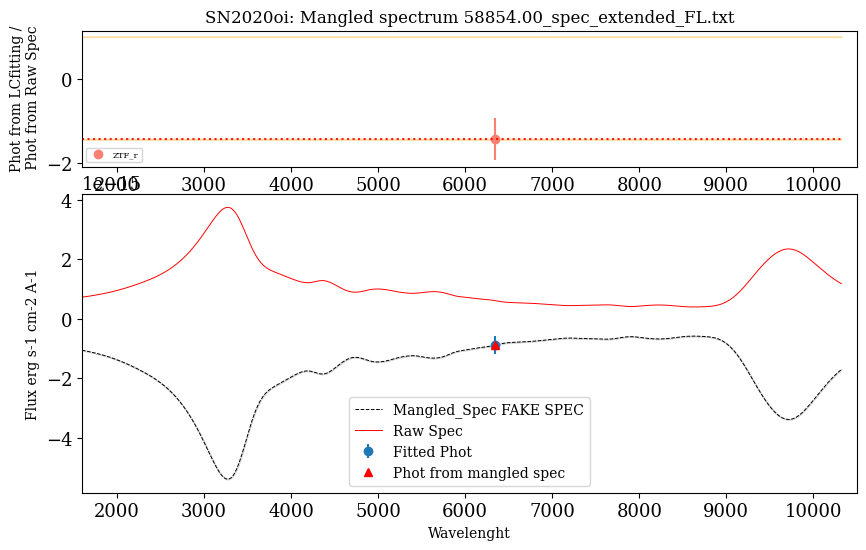 SN2020oi: Mangled spectrum 58854.00_spec_extended_FL.txt
Phot from LCfitting /
Phot from Raw Spec
0
−2
ZTF_r
2000 3000 4000 5000 6000 7000 8000 9000 10000
4
2
0
−2
−4
Flux erg s-1 cm-2 A-1
Mangled_Spec FAKE SPEC
Raw Spec
Fitted Phot
Phot from mangled spec
2000 3000 4000 5000 6000 7000 8000 9000 10000
Wavelenght